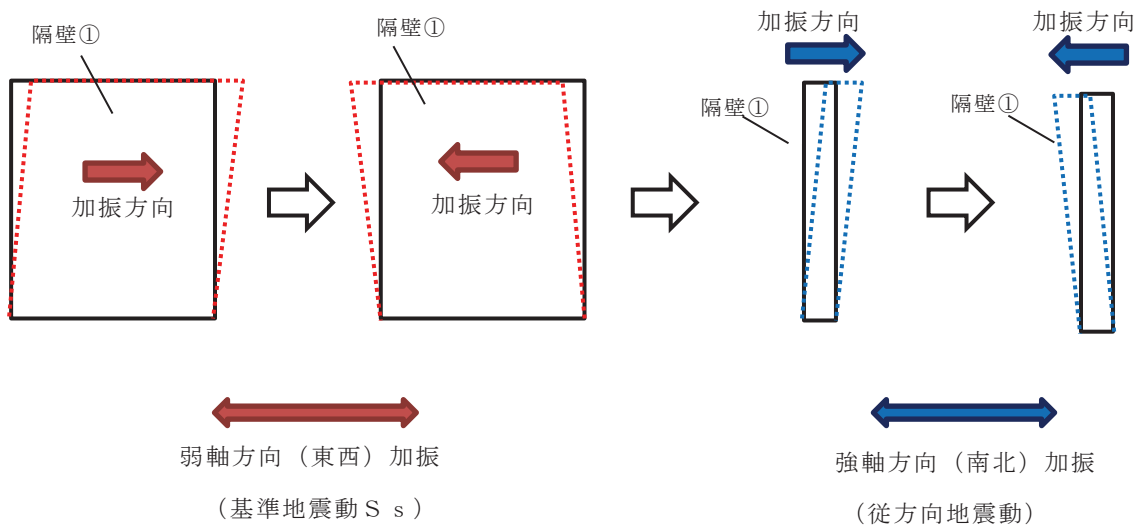 隔壁①
隔壁①
加振方向
加振方向
隔壁①
隔壁①
加振方向
加振方向
弱軸方向（東西）加振
（基準地震動Ｓｓ）
強軸方向（南北）加振
（従方向地震動）